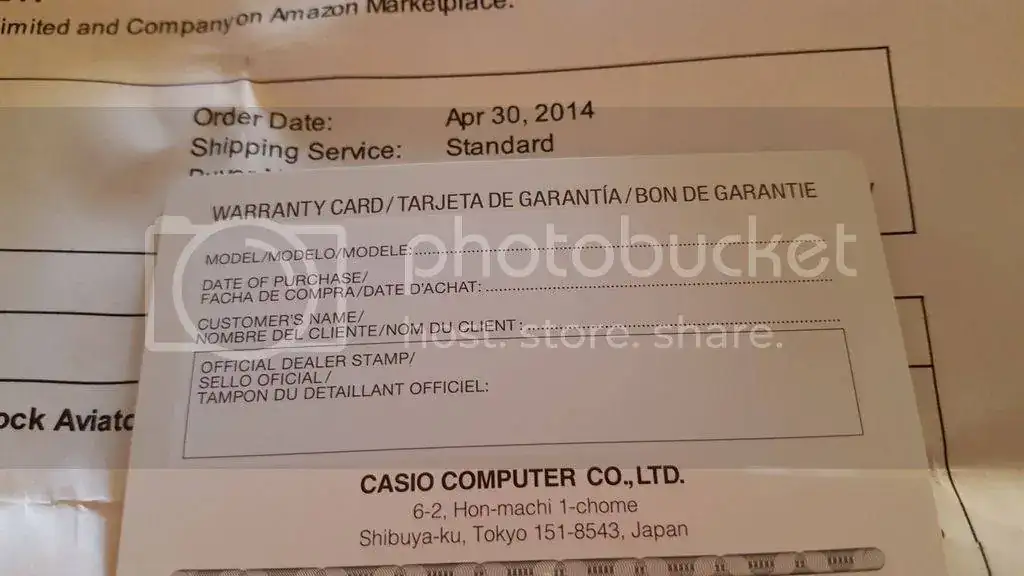 imited and Company on Amazon Marketplace.
Order Date: Apr 30, 2014
Shipping Service: Standard
WARRANTY CARD/TARJETA DE GARANTÍA/BON DE GARANTIE
MODEL/MODELO/MODELE:
DATE OF PURCHASE/
FACHA DE COMPRA/DATE D'ACHAT:
CUSTOMER'S NAME/
NOMBRE DEL CLIENTE/NOM DU CLIENT:
OFFICIAL DEALER STAMP/
SELLO OFICIAL/
TAMPON DU DETAILLANT OFFICIEL:
ock Aviato
CASIO COMPUTER CO.,LTD.
6-2, Hon-machi 1-chome
Shibuya-ku, Tokyo 151-8543, Japan
photobucket
host. store. share.